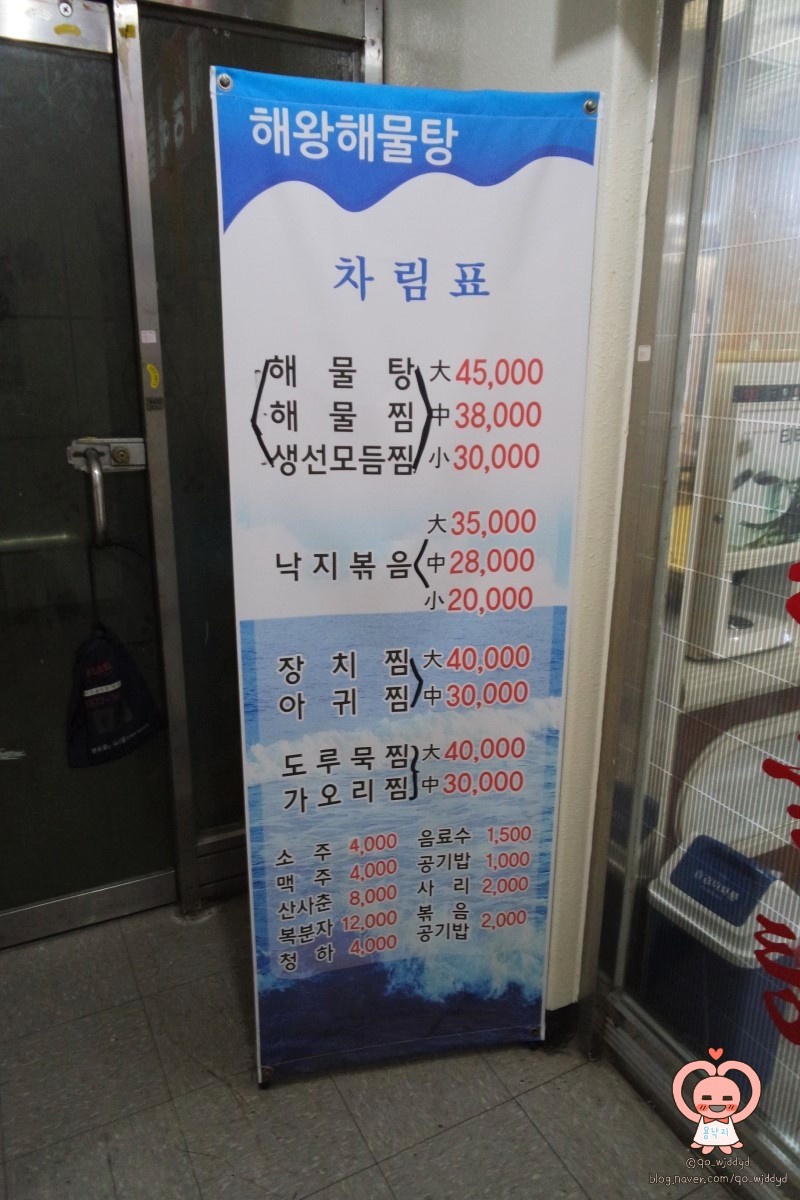 해왕해물탕
차림표
해물탕 大 45,000
해물찜 中 38,000
생선모듬찜 小 30,000
大 35,000
낙지볶음 中 28,000
小 20,000
장치찜 大 40,000
아귀찜 中 30,000
도루묵찜 大 40,000
가오리찜 中 30,000
소주 4,000 음료수 1,500
맥주 4,000 공기밥 1,000
산사춘 8,000 사리 2,000
복분자 12,000 볶음공기밥 2,000
청하 4,000
용낙지
©qo_wjddyd
blog.naver.com/qo_wjddyd